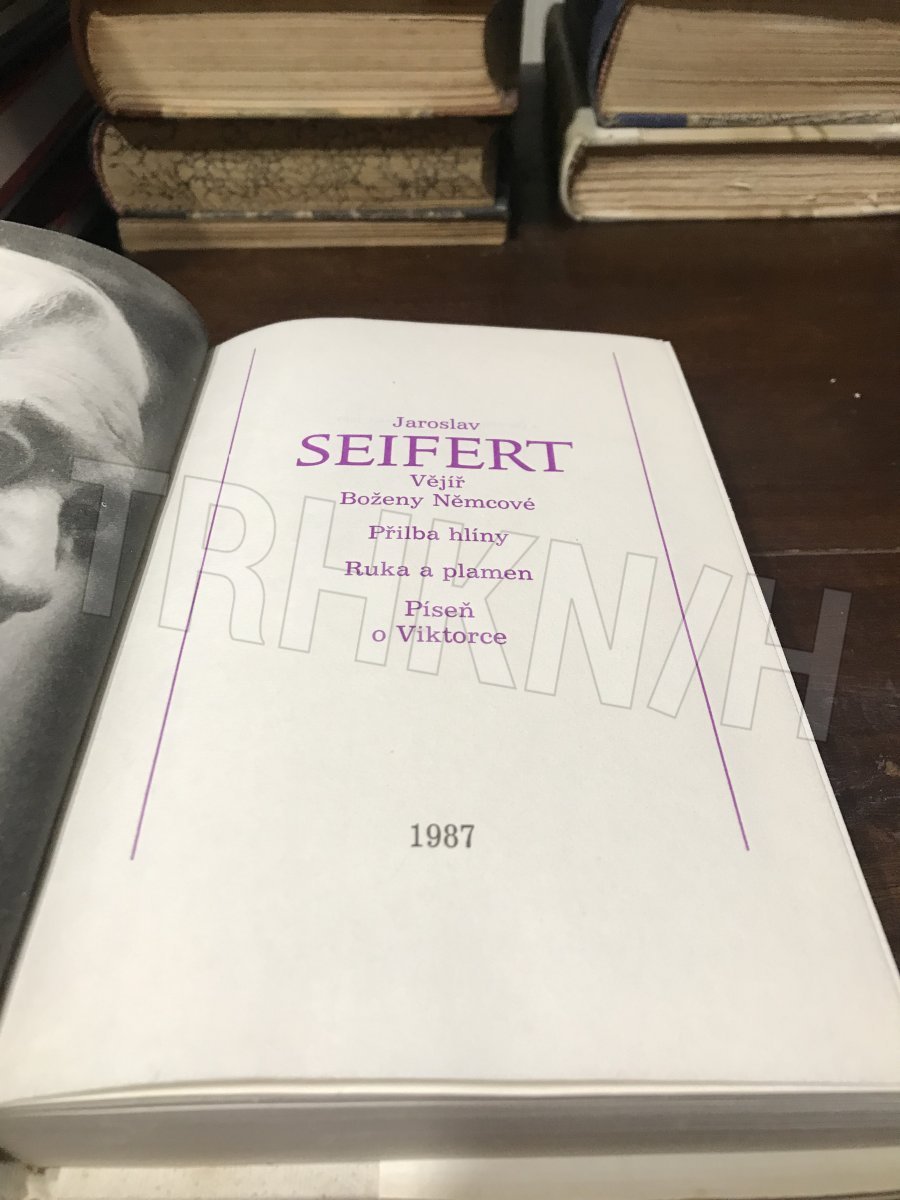 Jaroslav
SEIFERT
Vějíř
Boženy Němcové
Přilba hlíny
Ruka a plamen
Píseň
o Viktorce
1987
TRHKNIH